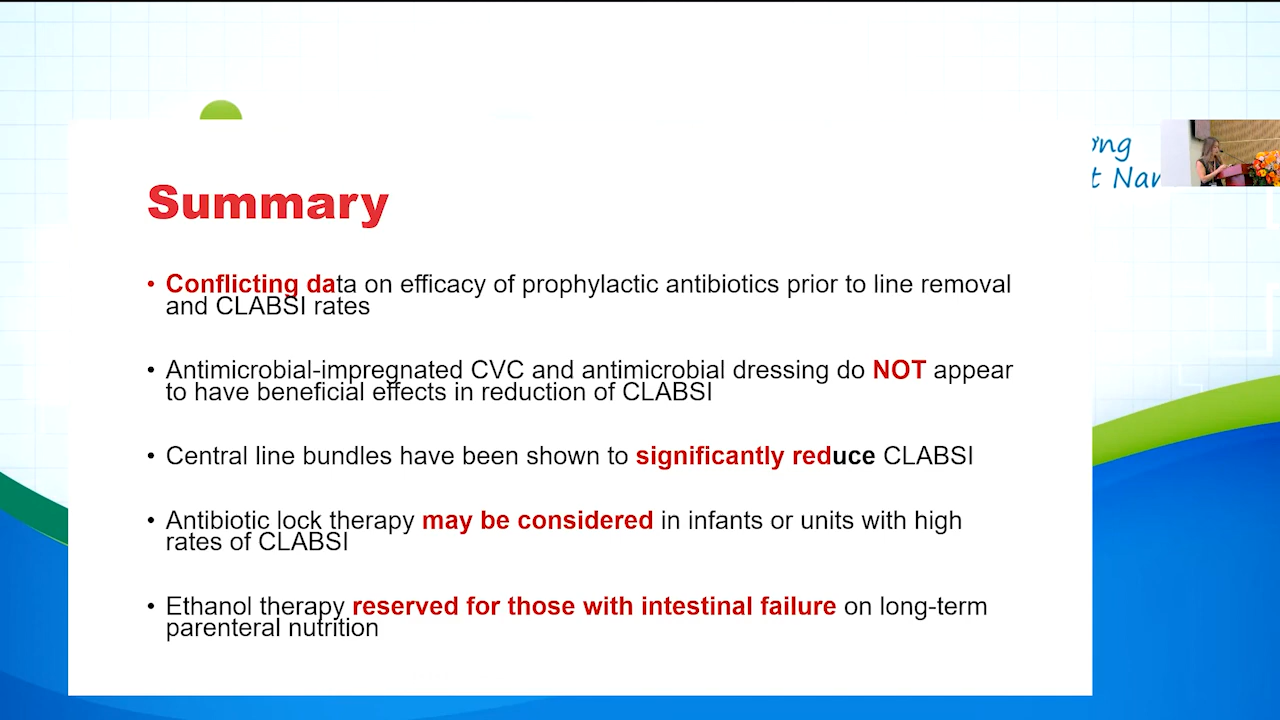 ơng
t Nam
Summary
• Conflicting data on efficacy of prophylactic antibiotics prior to line removal
and CLABSI rates
• Antimicrobial-impregnated CVC and antimicrobial dressing do NOT appear
to have beneficial effects in reduction of CLABSI
• Central line bundles have been shown to significantly reduce CLABSI
• Antibiotic lock therapy may be considered in infants or units with high
rates of CLABSI
• Ethanol therapy reserved for those with intestinal failure on long-term
parenteral nutrition